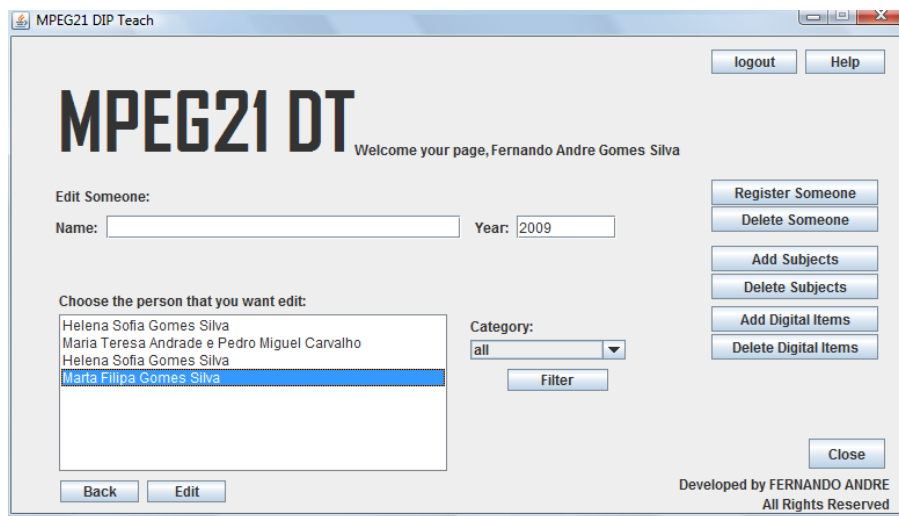 MPEG21 DIP Teach
logout Help
MPEG21 DT
Welcome your page, Fernando Andre Gomes Silva
Edit Someone:
Name: Year: 2009
Register Someone
Delete Someone
Add Subjects
Delete Subjects
Add Digital Items
Delete Digital Items
Choose the person that you want edit:
Helena Sofia Gomes Silva
Maria Teresa Andrade e Pedro Miguel Carvalho
Helena Sofia Gomes Silva
Marta Filipa Gomes Silva
Category:
all
Filter
Close
Back Edit
Developed by FERNANDO ANDRE
All Rights Reserved